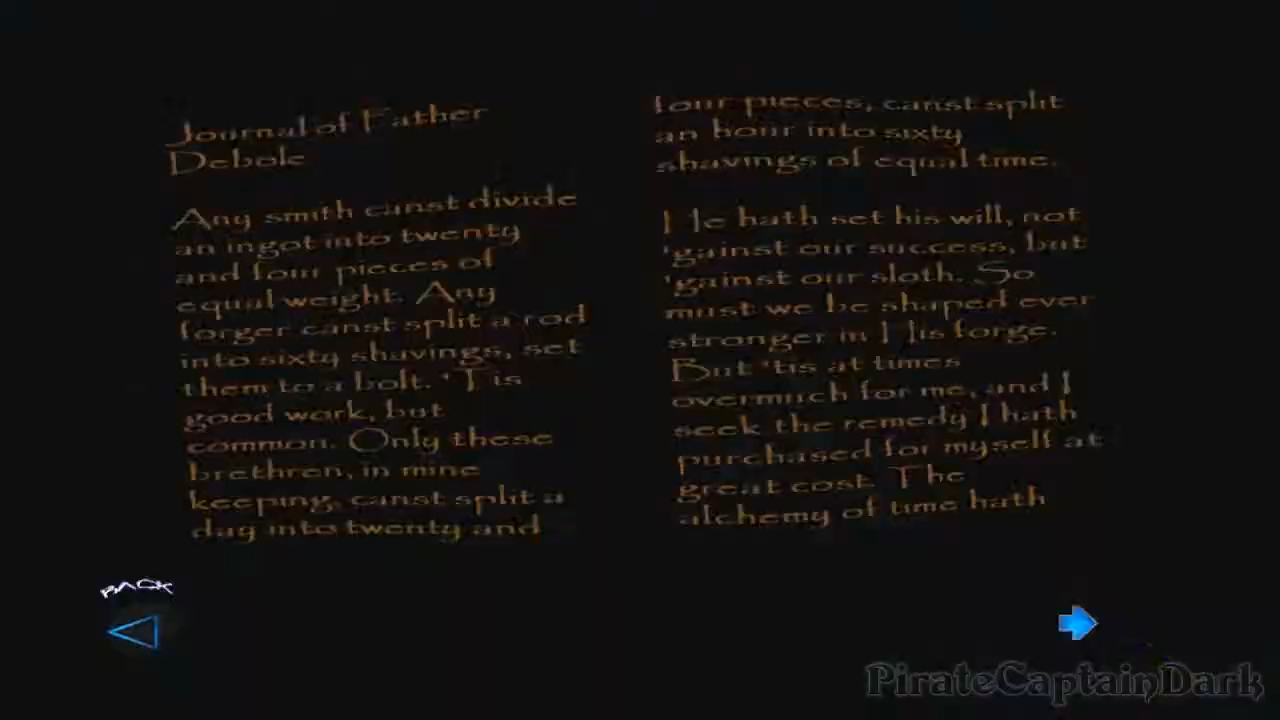 Journal of Father
Debole
Any smith canst divide
an ingot into twenty
and four pieces of
equal weight. Any
forger canst split a rod
into sixty shavings, set
them to a bolt. 'Tis
good work, but
common. Only these
brethren, in mine
keeping, canst split a
day into twenty and
four pieces, canst split
an hour into sixty
shavings of equal time.
He hath set his will, not
'gainst our success, but
'gainst our sloth. So
must we be shaped ever
stronger in His forge.
But 'tis at times
overmuch for me, and I
seek the remedy I hath
purchased for myself at
great cost. The
alchemy of time hath
BACK
PirateCaptainDark